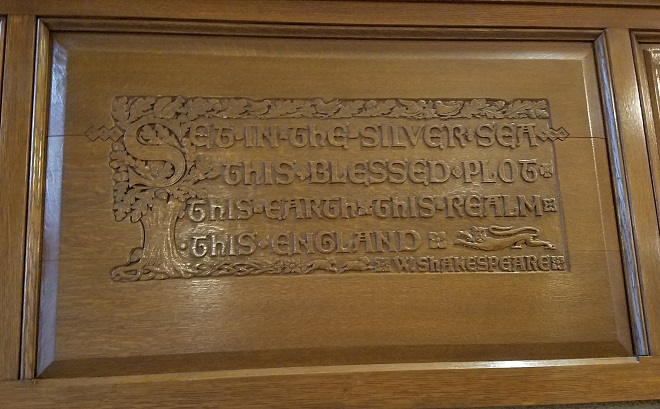 SET·IN·ThE·SILVER·SEA
ThIS·BLESSED·PLOT
ThIS·EARTh·ThIS·REALM
·ThIS·ENGLAND
W.ShAKESPEARE